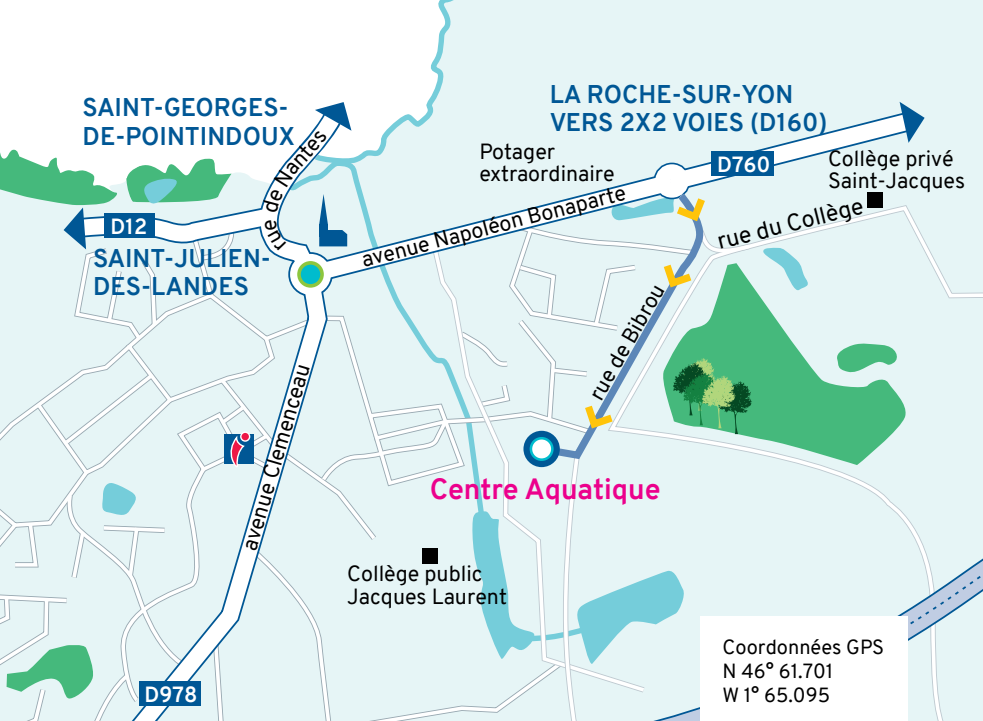 SAINT-GEORGES-
DE-POINTINDOUX
LA ROCHE-SUR-YON
VERS 2X2 VOIES (D160)
rue de Nantes
Potager
extraordinaire
D760
Collège privé
Saint-Jacques
D12
SAINT-JULIEN-
DES-LANDES
avenue Napoléon Bonaparte
rue du Collège
rue de Bibrou
avenue Clemenceau
Centre Aquatique
Collège public
Jacques Laurent
D978
Coordonnées GPS
N 46° 61.701
W 1° 65.095